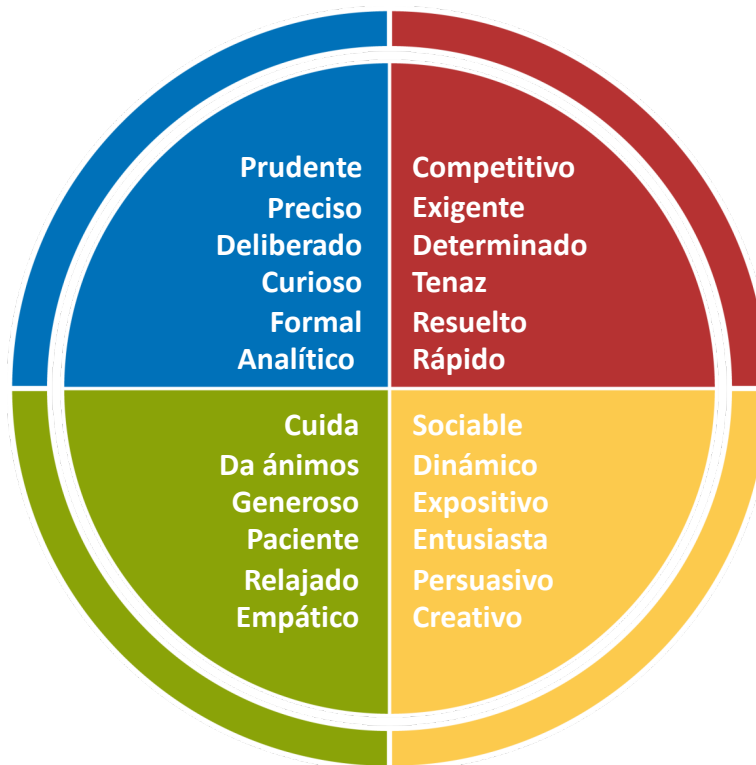 Prudente
Preciso
Deliberado
Curioso
Formal
Analítico
Competitivo
Exigente
Determinado
Tenaz
Resuelto
Rápido
Cuida
Da ánimos
Generoso
Paciente
Relajado
Empático
Sociable
Dinámico
Expositivo
Entusiasta
Persuasivo
Creativo